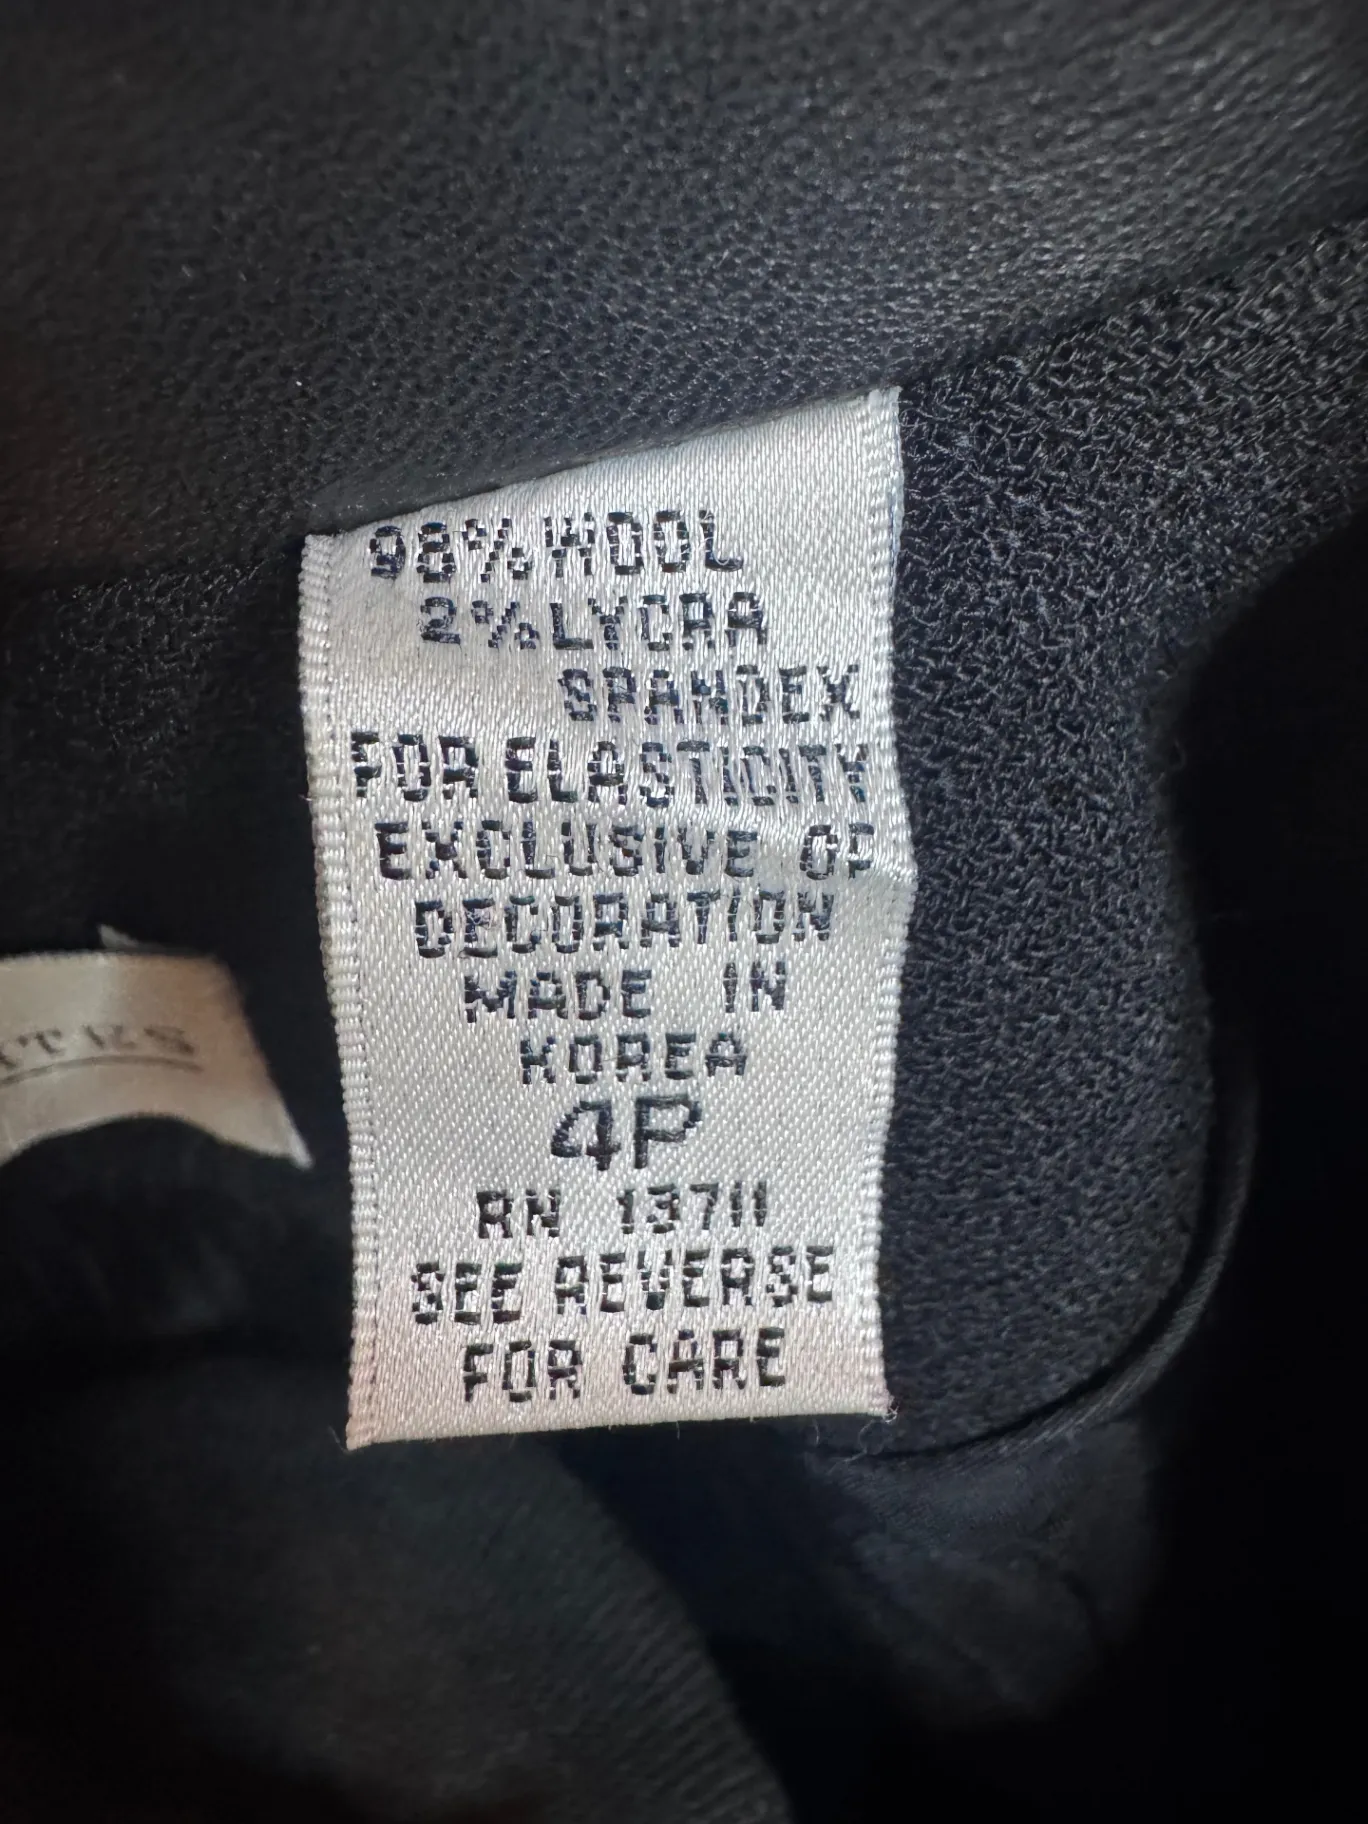 98% WOOL
2% LYCRA
SPANDEX
FOR ELASTICITY
EXCLUSIVE OF
DECORATION
MADE IN
KOREA
4P
RN 13711
SEE REVERSE
FOR CARE